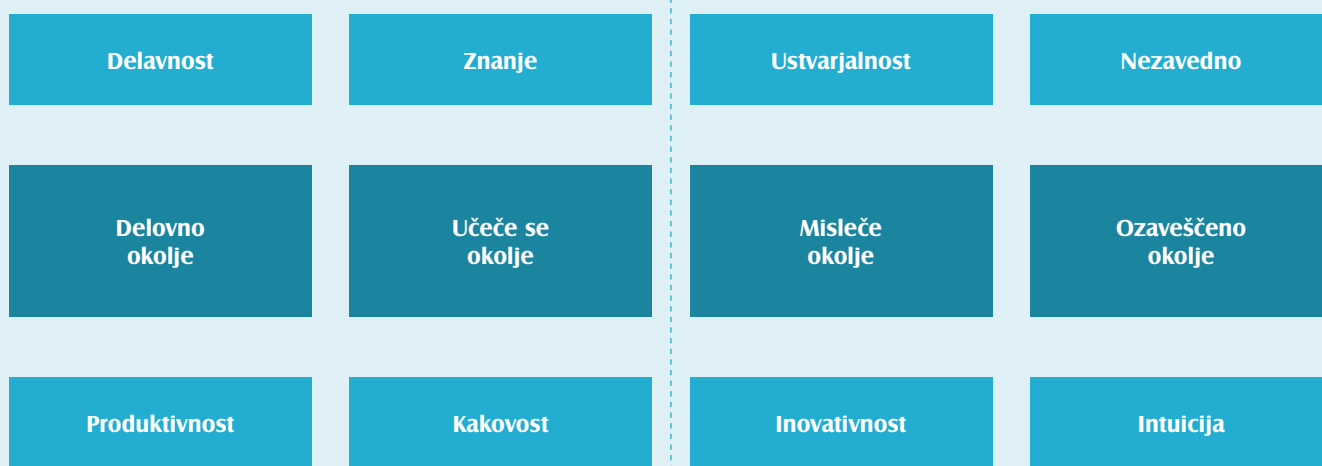 Delavnost
Znanje
Ustvarjalnost
Nezavedno
Delovno
okolje
Učeče se
okolje
Misleče
okolje
Ozaveščeno
okolje
Produktivnost
Kakovost
Inovativnost
Intuicija